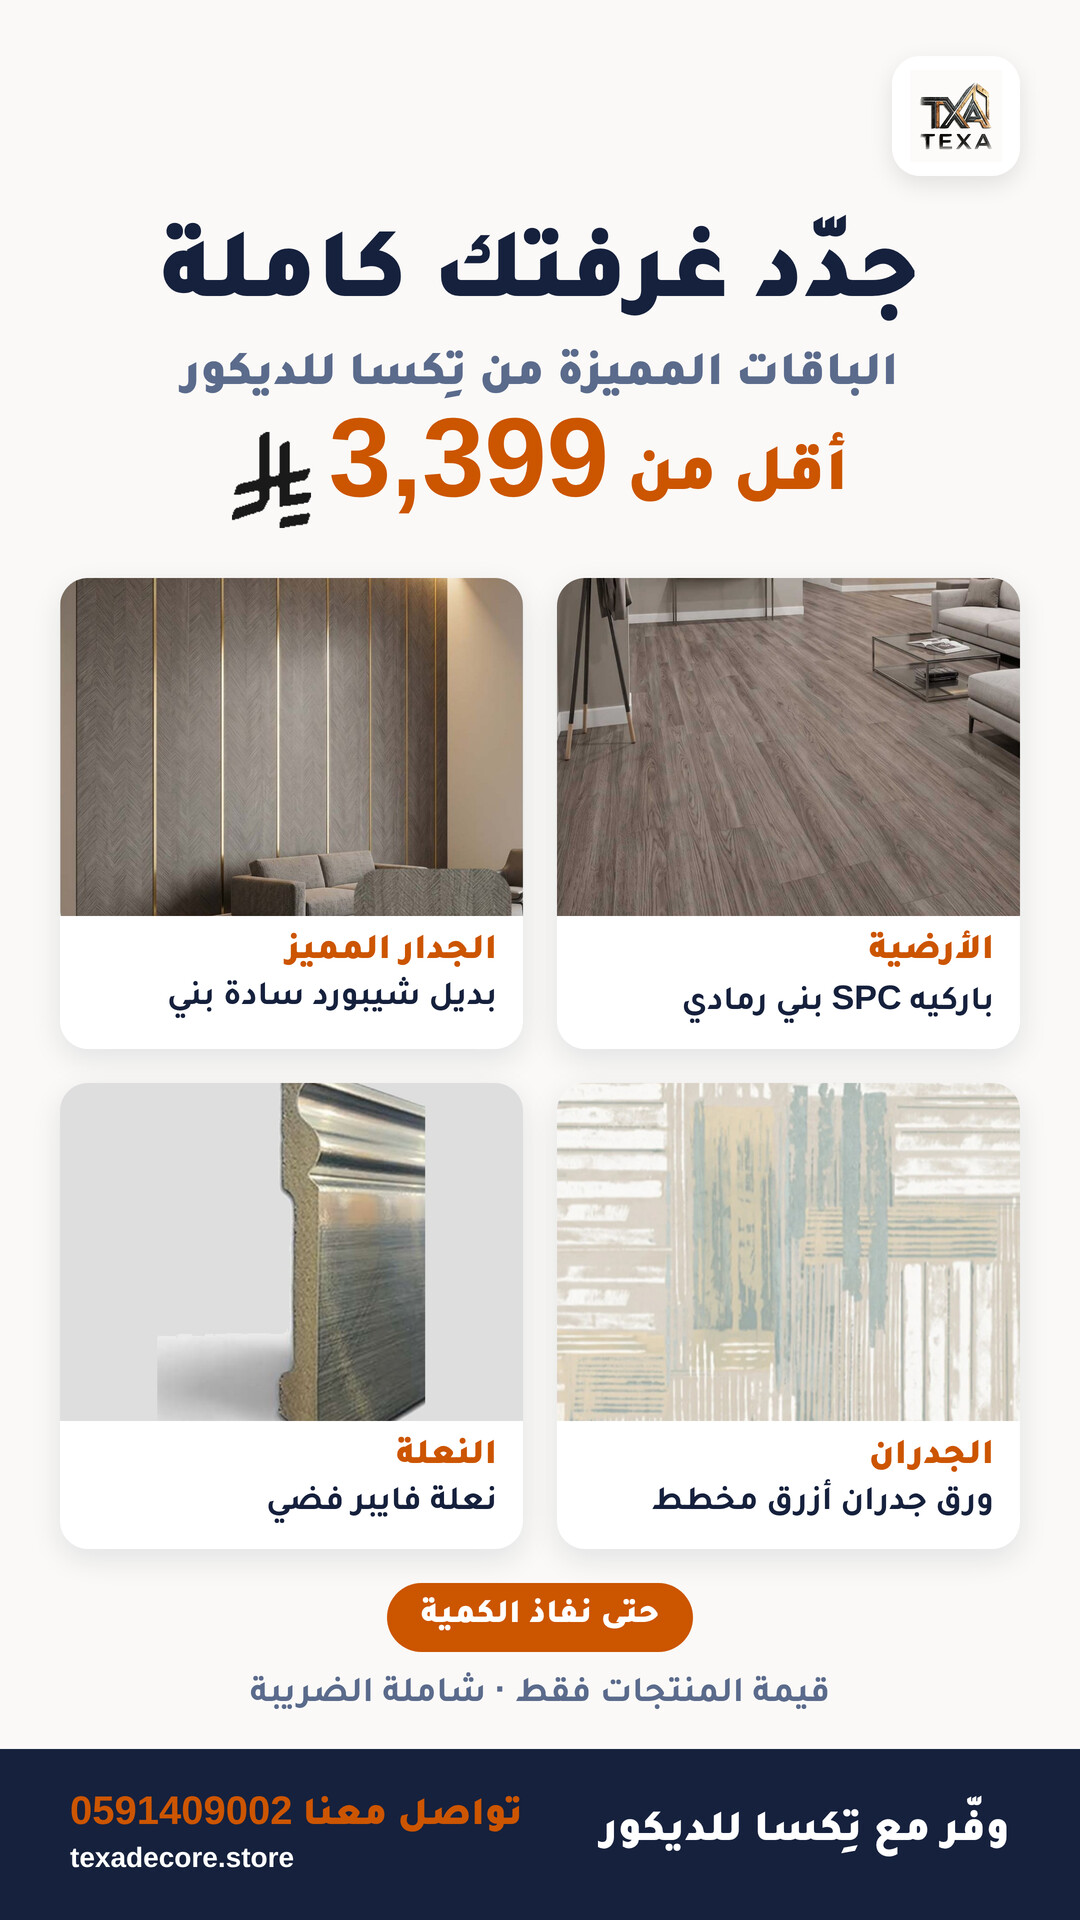 TXA
TEXA
جدّد غرفتك كاملة
الباقات المميزة من تِكسا للديكور
أقل من 3,399 ⃁
الأرضية
باركيه SPC بني رمادي
الجدار المميز
بديل شيبورد سادة بني
الجدران
ورق جدران أزرق مخطط
النعلة
نعلة فايبر فضي
حتى نفاذ الكمية
قيمة المنتجات فقط · شاملة الضريبة
وفّر مع تِكسا للديكور
تواصل معنا 0591409002
texadecore.store